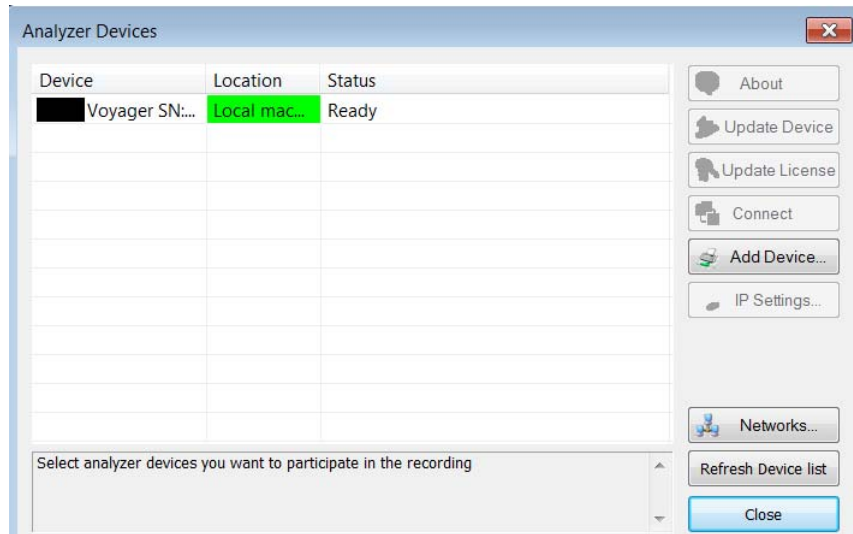 Analyzer Devices
Device Location Status
Voyager SN:... Local mac... Ready
About
Update Device
Update License
Connect
Add Device...
IP Settings...
Networks...
Select analyzer devices you want to participate in the recording
Refresh Device list
Close